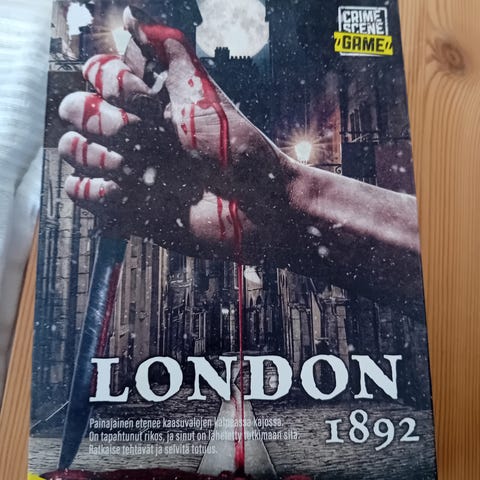 CRIME
SCENE
"GAME"
LONDON
1892
Painajainen etenee kaasuvalojen kalpeassa kajossa.
On tapahtunut rikos, ja sinut on lähetetty tutkimaan sitä.
Ratkaise tehtävät ja selvitä totuus.